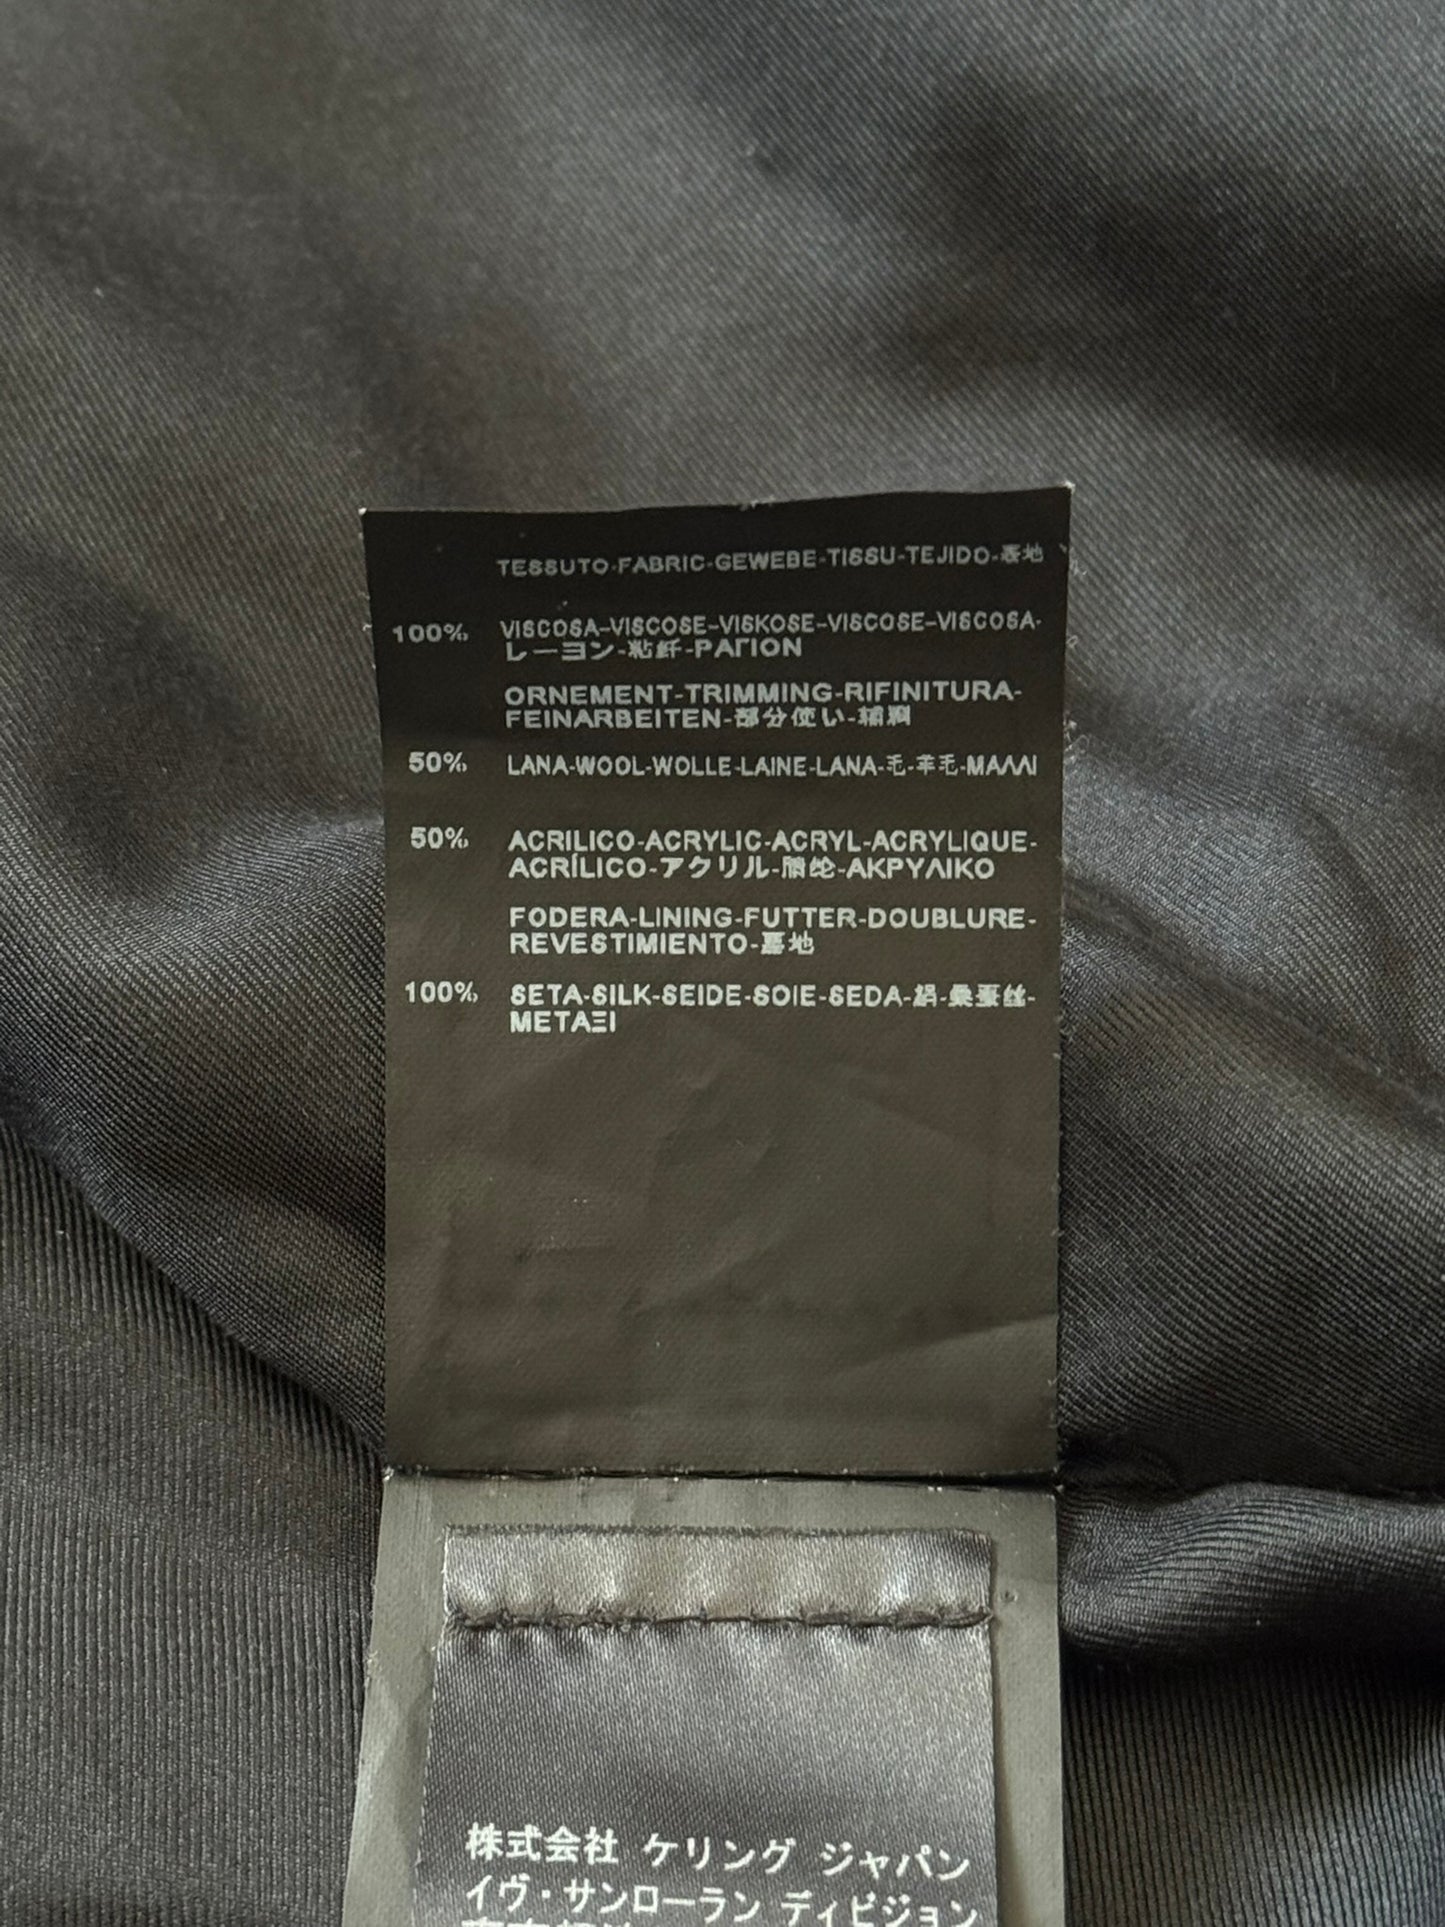 TESSUTO-FABRIC-GEWEBE-TISSU-TEJIDO-表地
100% VISCOSA-VISCOSE-VISKOSE-VISCOSE-VISCOSA-
レーヨン-粘釬-ΡΑΓΙΟΝ
ORNEMENT-TRIMMING-RIFINITURA-
FEINARBEITEN-部分使い-辅料
50% LANA-WOOL-WOLLE-LAINE-LANA-毛-羊毛-ΜΑΛΛΙ
50% ACRILICO-ACRYLIC-ACRYL-ACRYLIQUE-
ACRÍLICO-アクリル-腈纶-ΑΚΡΥΛΙΚΟ
FODERA-LINING-FUTTER-DOUBLURE-
REVESTIMIENTO-裏地
100% SETA-SILK-SEIDE-SOIE-SEDA-絹-桑蚕丝-
ΜΕΤΑΞΙ
株式会社 ケリング ジャパン
イヴ・サンローラン ディビジョン